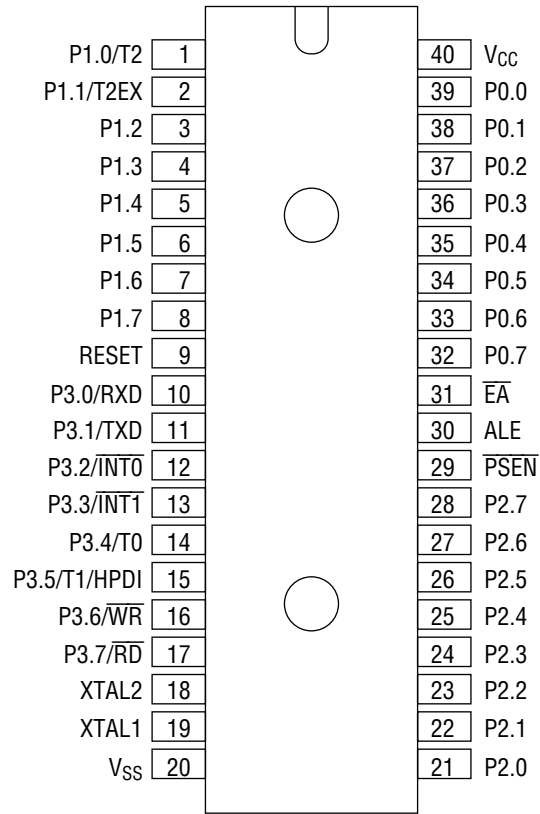 P1.0/T2 1 40 VCC
P1.1/T2EX 2 39 P0.0
P1.2 3 38 P0.1
P1.3 4 37 P0.2
P1.4 5 36 P0.3
P1.5 6 35 P0.4
P1.6 7 34 P0.5
P1.7 8 33 P0.6
RESET 9 32 P0.7
P3.0/RXD 10 31 E̅A̅
P3.1/TXD 11 30 ALE
P3.2/I̅N̅T̅0̅ 12 29 P̅S̅E̅N̅
P3.3/I̅N̅T̅1̅ 13 28 P2.7
P3.4/T0 14 27 P2.6
P3.5/T1/HPDI 15 26 P2.5
P3.6/W̅R̅ 16 25 P2.4
P3.7/R̅D̅ 17 24 P2.3
XTAL2 18 23 P2.2
XTAL1 19 22 P2.1
VSS 20 21 P2.0